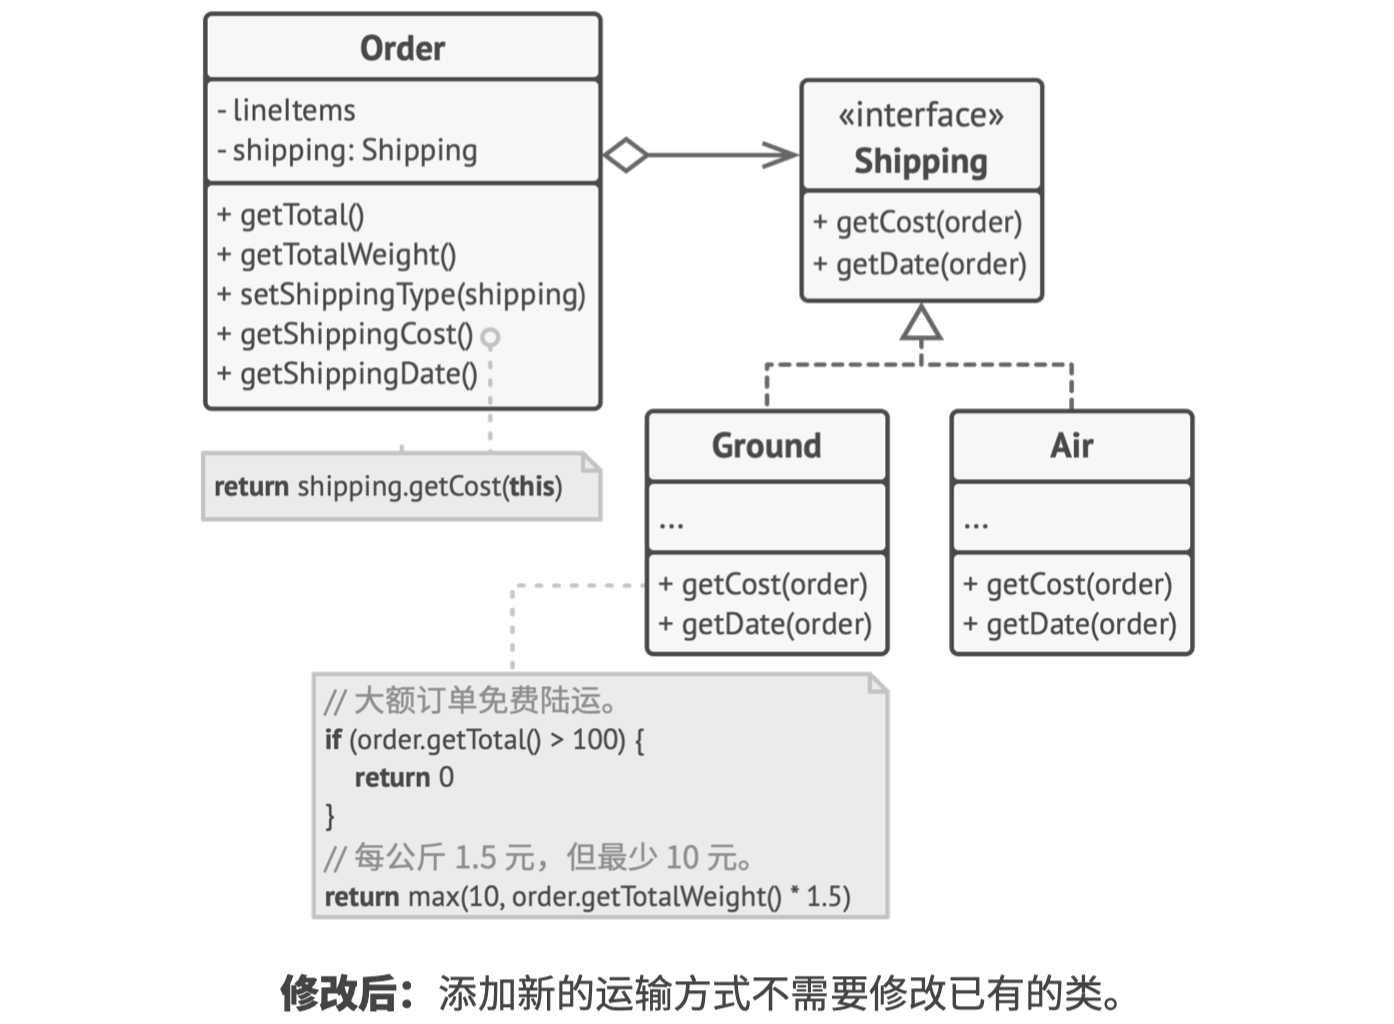 Order
- lineItems
- shipping: Shipping
+ getTotal()
+ getTotalWeight()
+ setShippingType(shipping)
+ getShippingCost()
+ getShippingDate()
return shipping.getCost(this)
«interface»
Shipping
+ getCost(order)
+ getDate(order)
Ground
...
+ getCost(order)
+ getDate(order)
Air
...
+ getCost(order)
+ getDate(order)
// 大额订单免费陆运。
if (order.getTotal() > 100) {
return 0
}
// 每公斤 1.5 元，但最少 10 元。
return max(10, order.getTotalWeight() * 1.5)
修改后：添加新的运输方式不需要修改已有的类。